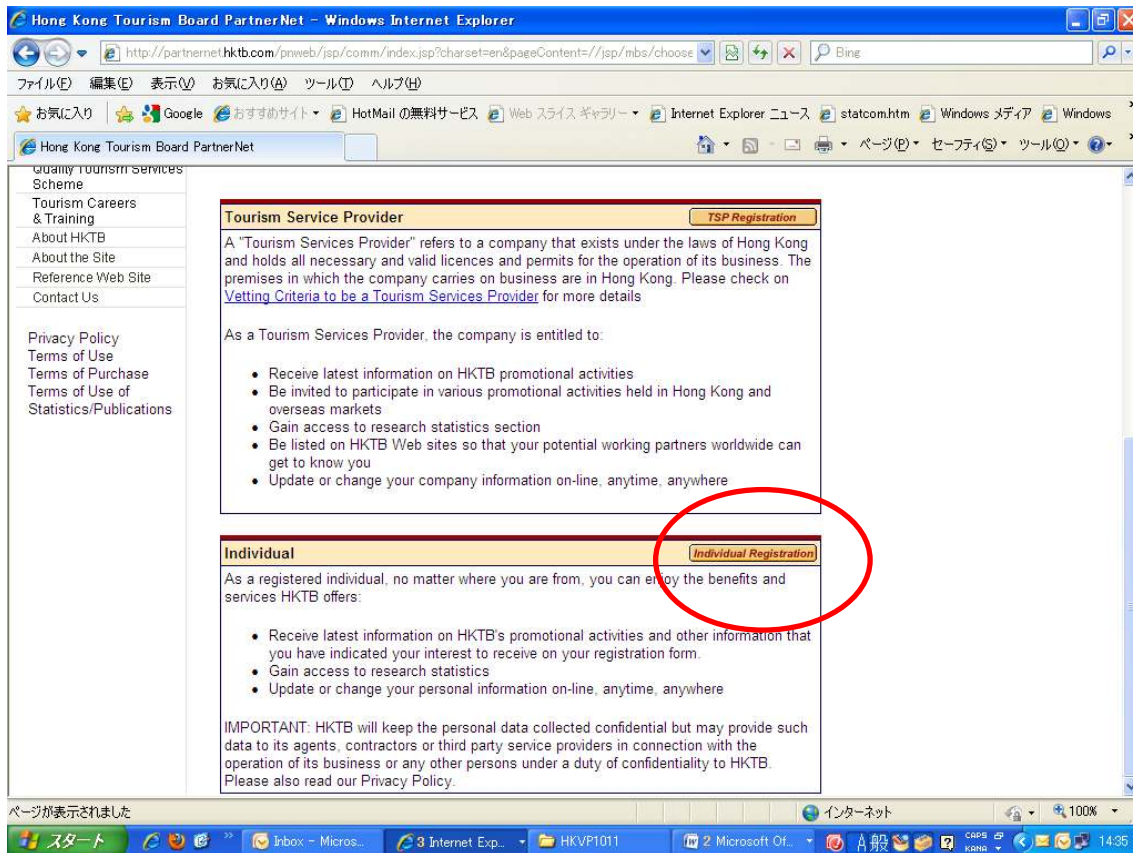 Hong Kong Tourism Board PartnerNet - Windows Internet Explorer
http://partnernet.hktb.com/pnweb/jsp/comm/index.jsp?charset=en&pageContent=//jsp/mbs/choose
Bing
ファイル(F) 編集(E) 表示(V) お気に入り(A) ツール(T) ヘルプ(H)
お気に入り Google おすすめサイト HotMail の無料サービス Web スライス ギャラリー Internet Explorer ニュース statcom.htm Windows メディア Windows
Hong Kong Tourism Board PartnerNet
ページ(P) セーフティ(S) ツール(O)
Quality Tourism Services
Scheme
Tourism Careers
& Training
About HKTB
About the Site
Reference Web Site
Contact Us
Privacy Policy
Terms of Use
Terms of Purchase
Terms of Use of
Statistics/Publications
Tourism Service Provider
TSP Registration
A "Tourism Services Provider" refers to a company that exists under the laws of Hong Kong
and holds all necessary and valid licences and permits for the operation of its business. The
premises in which the company carries on business are in Hong Kong. Please check on
Vetting Criteria to be a Tourism Services Provider for more details
As a Tourism Services Provider, the company is entitled to:
• Receive latest information on HKTB promotional activities
• Be invited to participate in various promotional activities held in Hong Kong and
overseas markets
• Gain access to research statistics section
• Be listed on HKTB Web sites so that your potential working partners worldwide can
get to know you
• Update or change your company information on-line, anytime, anywhere
Individual
Individual Registration
As a registered individual, no matter where you are from, you can enjoy the benefits and
services HKTB offers:
• Receive latest information on HKTB's promotional activities and other information that
you have indicated your interest to receive on your registration form.
• Gain access to research statistics
• Update or change your personal information on-line, anytime, anywhere
IMPORTANT: HKTB will keep the personal data collected confidential but may provide such
data to its agents, contractors or third party service providers in connection with the
operation of its business or any other persons under a duty of confidentiality to HKTB.
Please also read our Privacy Policy.
ページが表示されました
インターネット
100%
スタート
Inbox - Micros...
3 Internet Exp...
HKVP1011
2 Microsoft Of...
A 般
CAPS
KANA
14:35